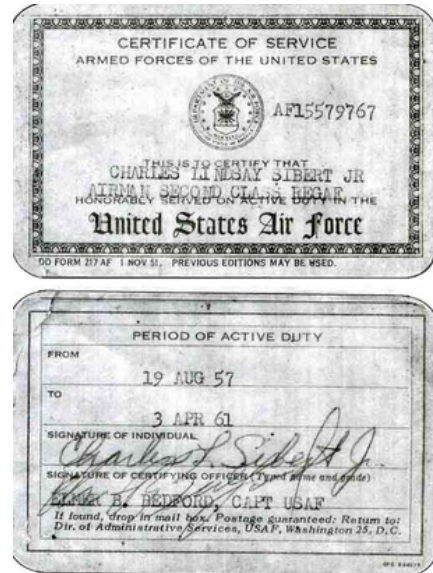 CERTIFICATE OF SERVICE
ARMED FORCES OF THE UNITED STATES
AF15579767
THIS IS TO CERTIFY THAT
CHARLES LINDSAY SIBERT JR
AIRMAN SECOND CLASS REGAF
HONORABLY SERVED ON ACTIVE DUTY IN THE
United States Air Force
DD FORM 217 AF 1 NOV 51. PREVIOUS EDITIONS MAY BE USED.
PERIOD OF ACTIVE DUTY
FROM
19 AUG 57
TO
3 APR 61
SIGNATURE OF INDIVIDUAL
Charles L. Sibert Jr.
SIGNATURE OF CERTIFYING OFFICER (Typed name and grade)
ELMER B. BEDFORD, CAPT USAF
If found, drop in mail box. Postage guaranteed: Return to:
Dir. of Administrative Services, USAF, Washington 25, D.C.